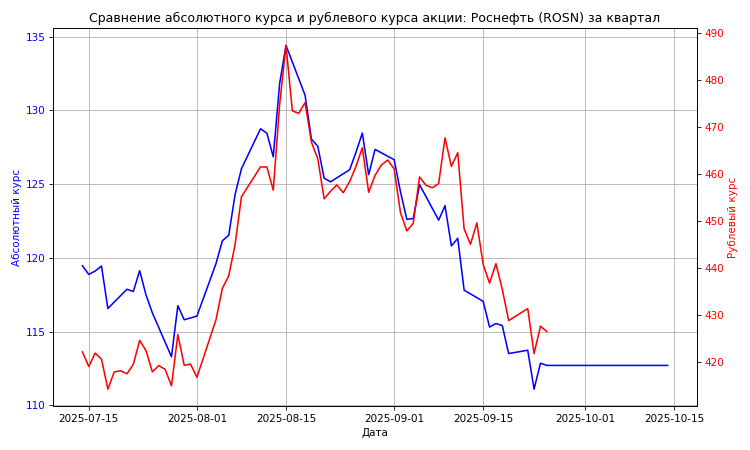 Сравнение абсолютного курса и рублевого курса акции: Роснефть (ROSN) за квартал
135
130
125
120
115
110
Абсолютный курс
490
480
470
460
450
440
430
420
Рублевый курс
2025-07-15 2025-08-01 2025-08-15 2025-09-01 2025-09-15 2025-10-01 2025-10-15
Дата